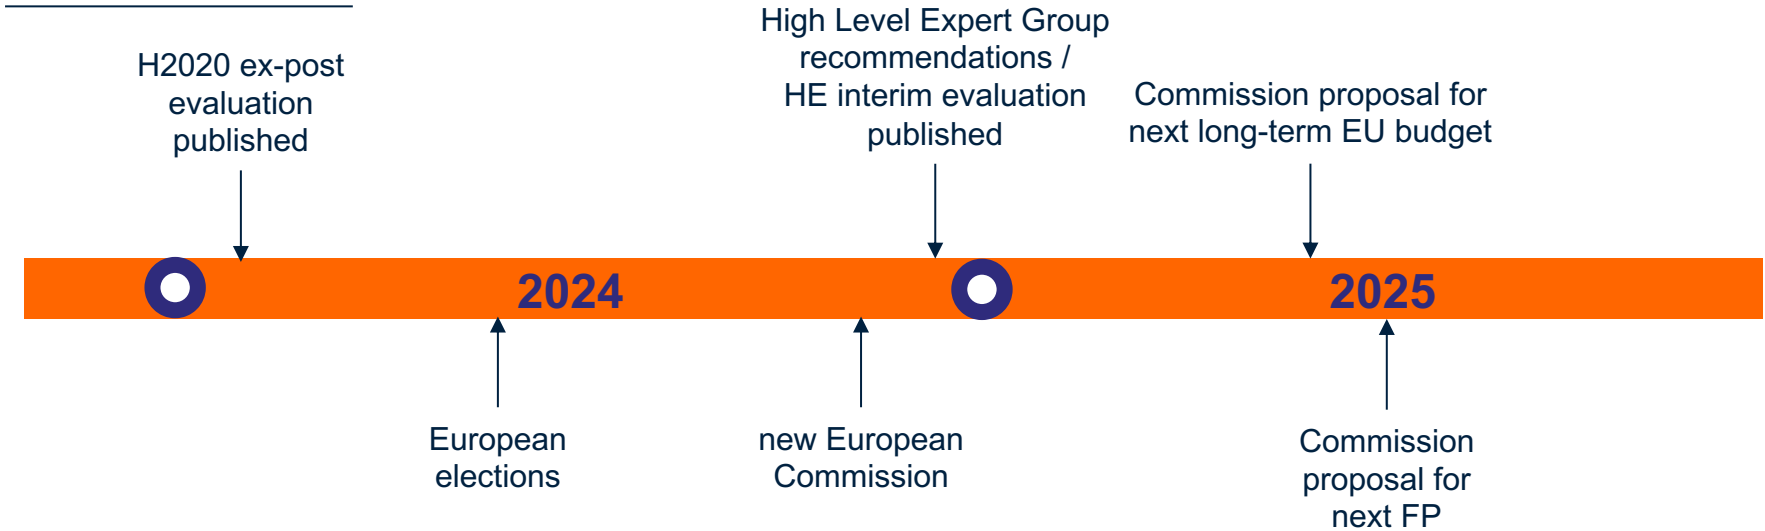 H2020 ex-post
evaluation
published
High Level Expert Group
recommendations /
HE interim evaluation
published
Commission proposal for
next long-term EU budget
2024
2025
European
elections
new European
Commission
Commission
proposal for
next FP